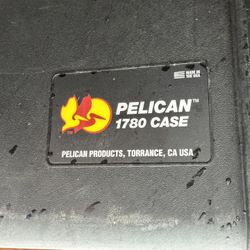 MADE IN
THE USA
PELICAN™
1780 CASE
PELICAN PRODUCTS, TORRANCE, CA USA